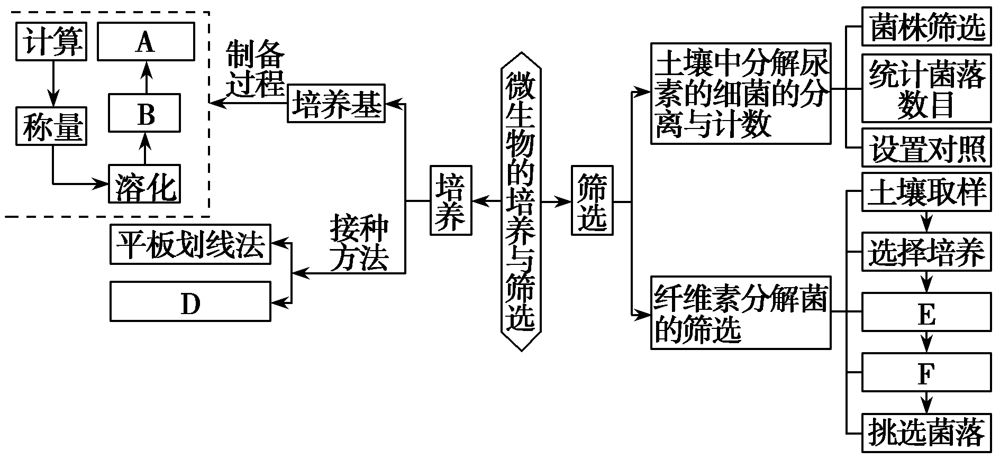 计算
A
称量
B
溶化
制备
过程
培养基
平板划线法
D
接种
方法
培养
微生物的培养与筛选
筛选
土壤中分解尿
素的细菌的分
离与计数
菌株筛选
统计菌落
数目
设置对照
纤维素分解菌
的筛选
土壤取样
选择培养
E
F
挑选菌落